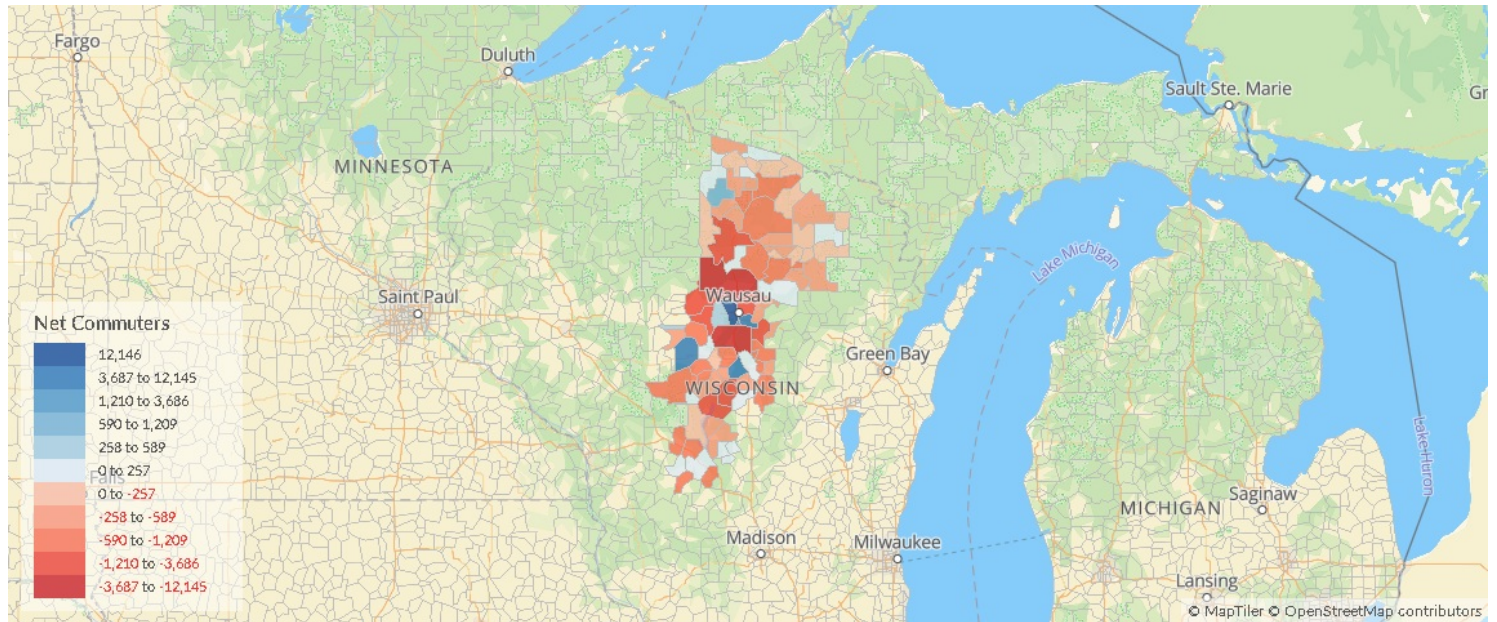 Fargo
Duluth
Sault Ste. Marie
Gr
MINNESOTA
Lake Michigan
Saint Paul
Wausau
Green Bay
WISCONSIN
Net Commuters
12,146
3,687 to 12,145
1,210 to 3,686
590 to 1,209
258 to 589
0 to 257
0 to -257
-258 to -589
-590 to -1,209
-1,210 to -3,686
-3,687 to -12,145
Falls
Lake Huron
Saginaw
MICHIGAN
Madison
Milwaukee
Lansing
© MapTiler © OpenStreetMap contributors